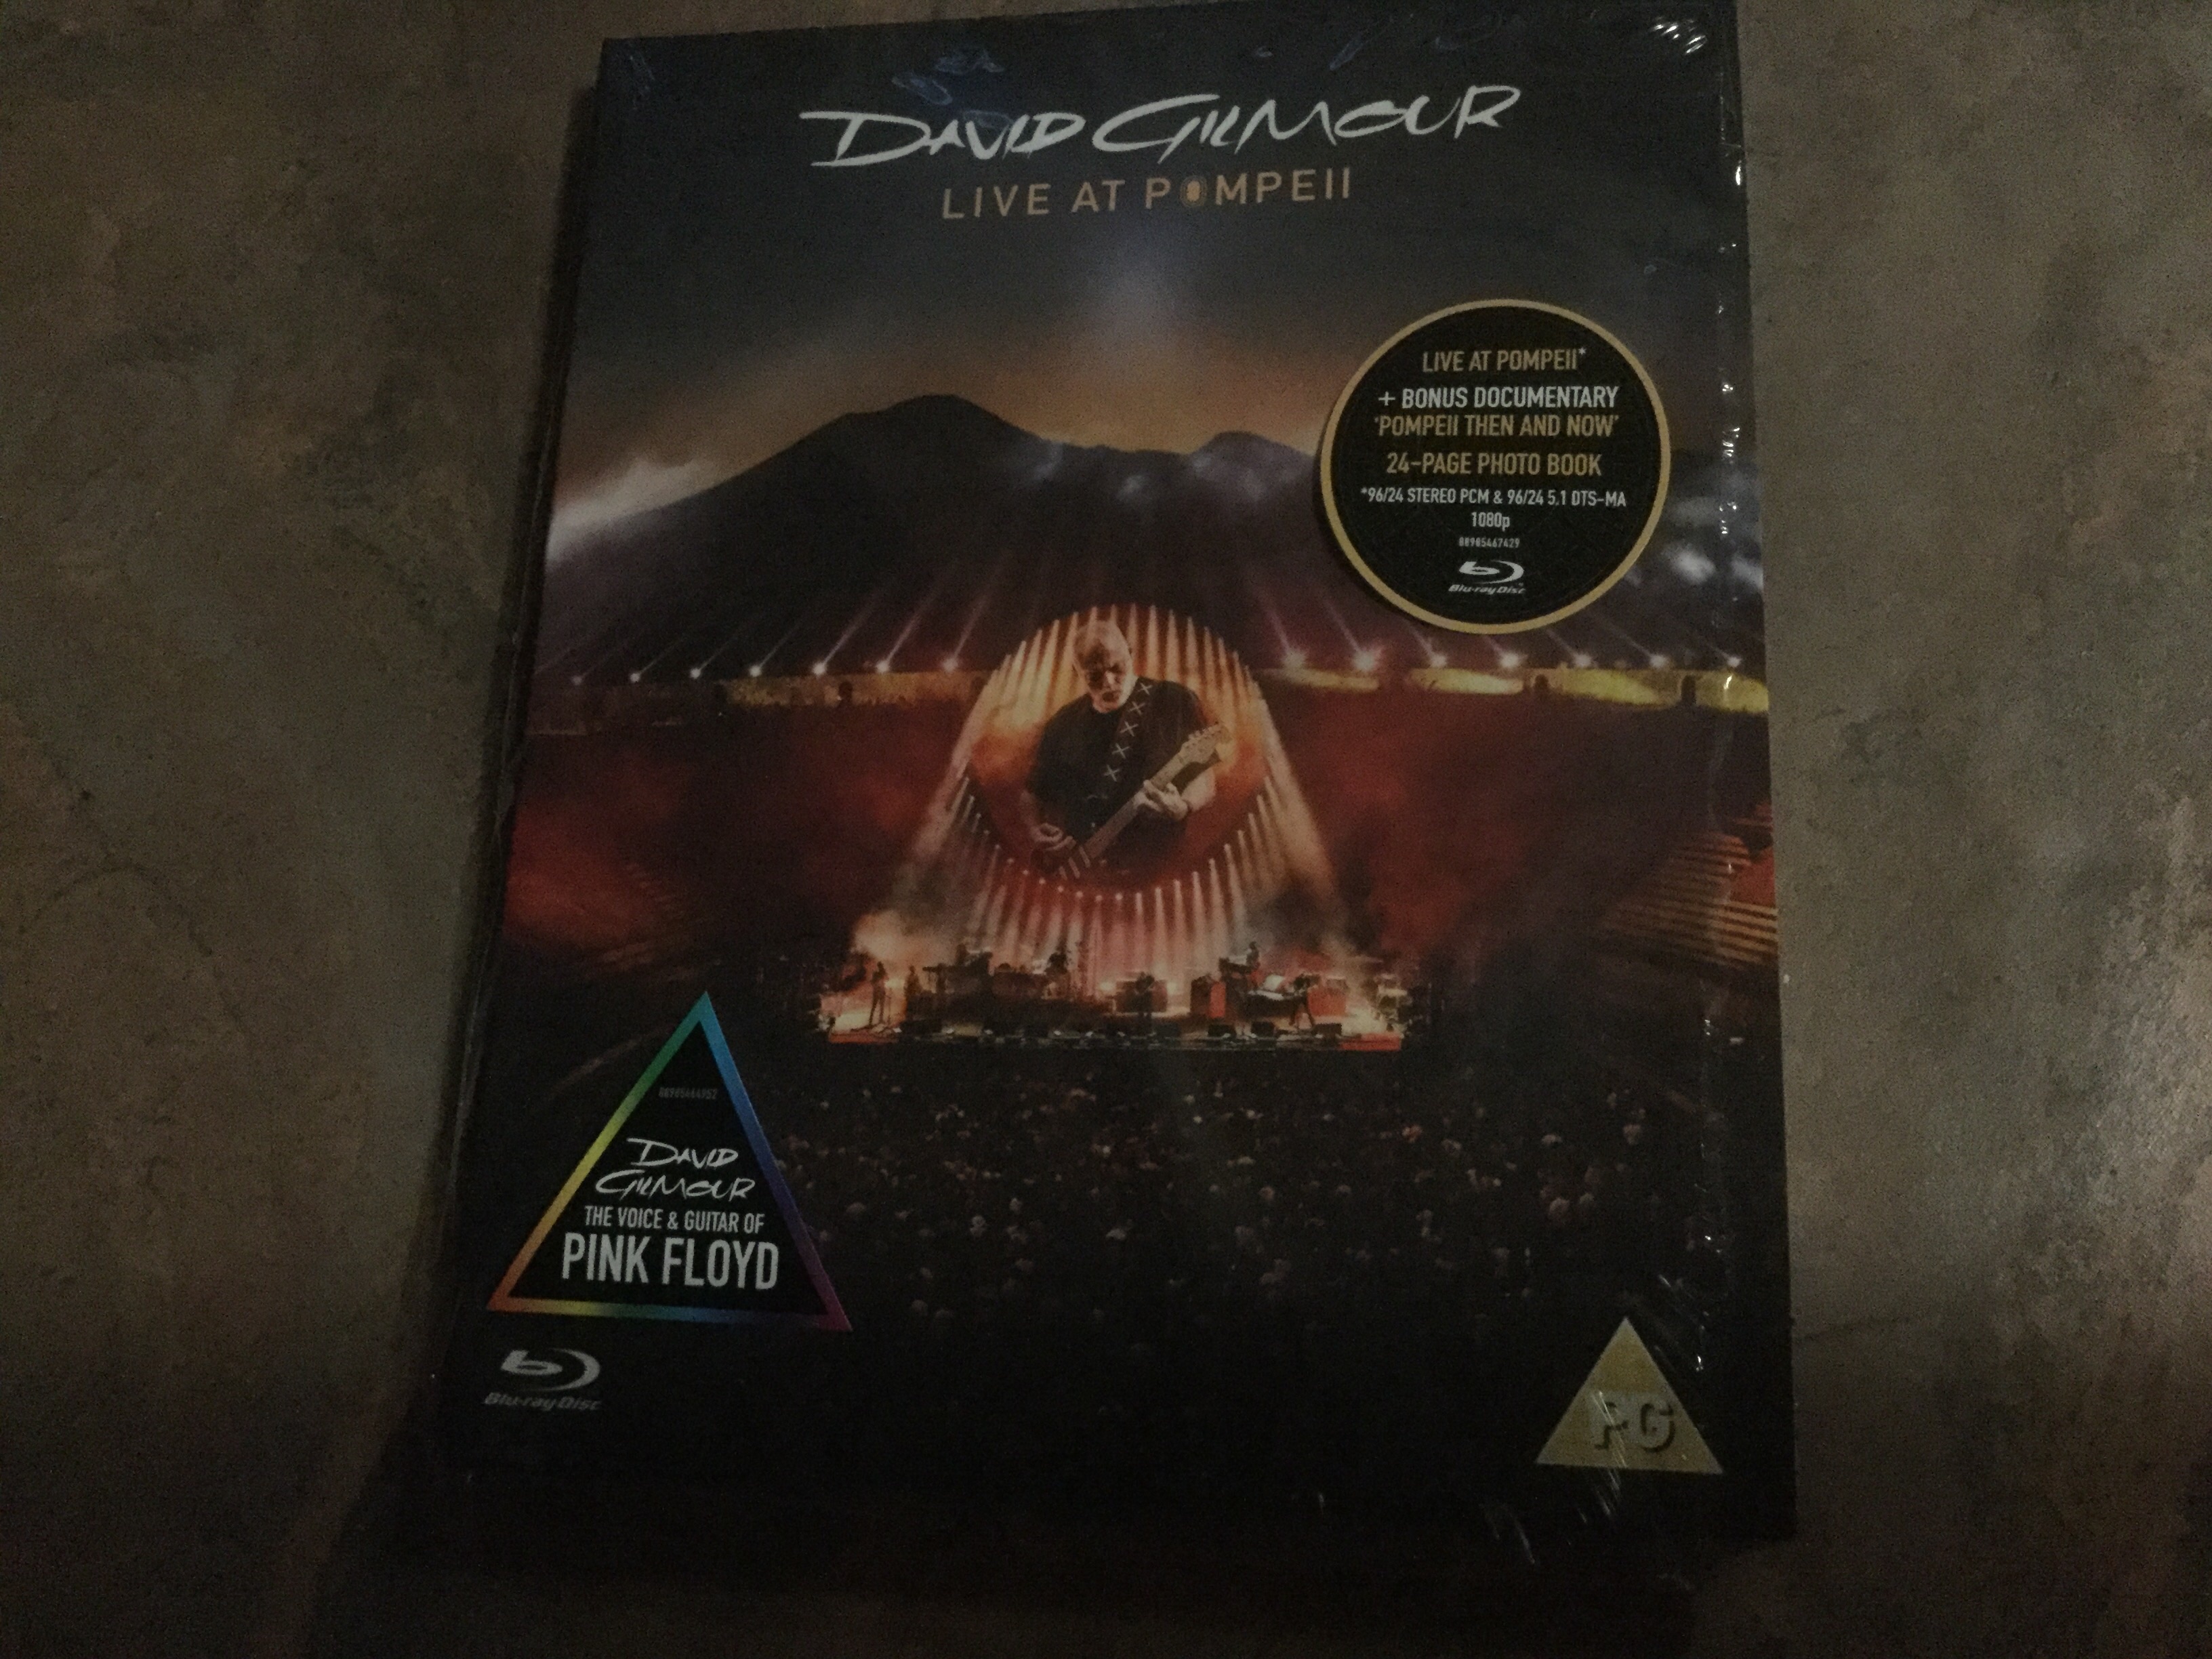 DAVID GILMOUR
LIVE AT POMPEII
LIVE AT POMPEII*
+ BONUS DOCUMENTARY
'POMPEII THEN AND NOW'
24-PAGE PHOTO BOOK
*96/24 STEREO PCM & 96/24 5.1 DTS-MA
1080p
88985467429
Blu-ray Disc
DAVID
GILMOUR
THE VOICE & GUITAR OF
PINK FLOYD
Blu-ray Disc
PG